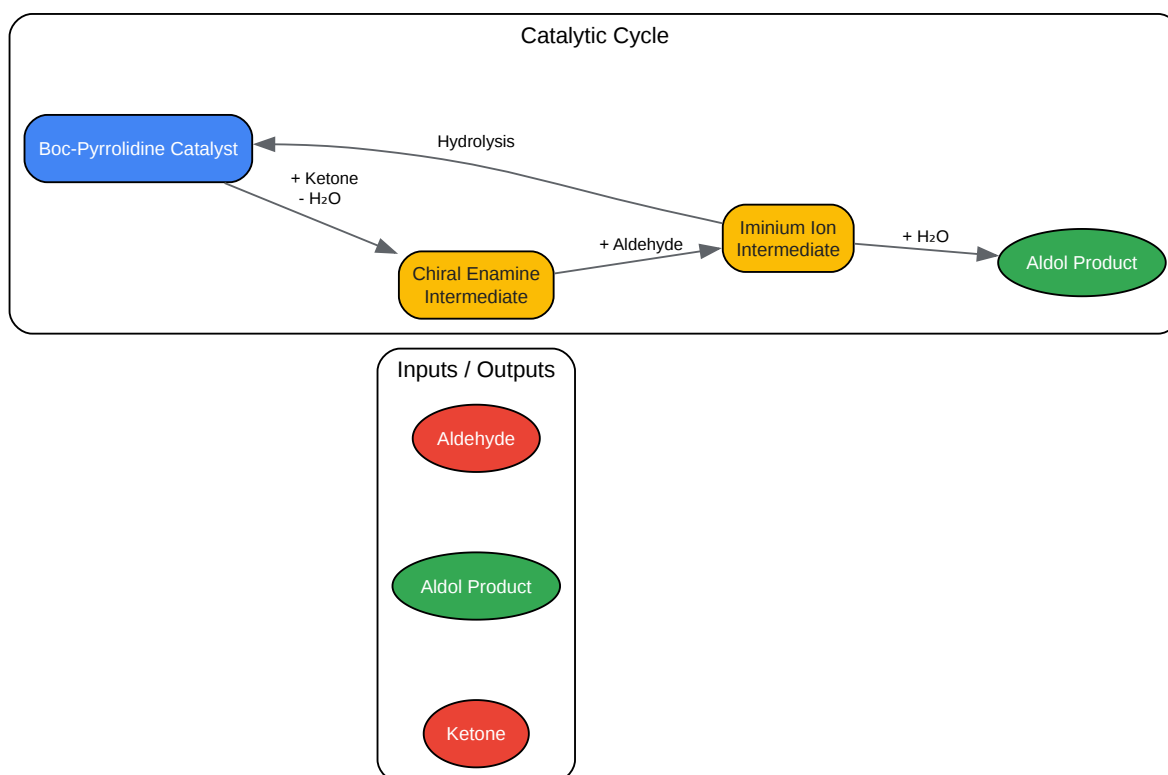 Catalytic Cycle
Boc-Pyrrolidine Catalyst
Hydrolysis
+ Ketone
- H₂O
Chiral Enamine
Intermediate
+ Aldehyde
Iminium Ion
Intermediate
+ H₂O
Aldol Product
Inputs / Outputs
Aldehyde
Aldol Product
Ketone